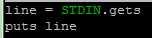 line = STDIN.gets
puts line